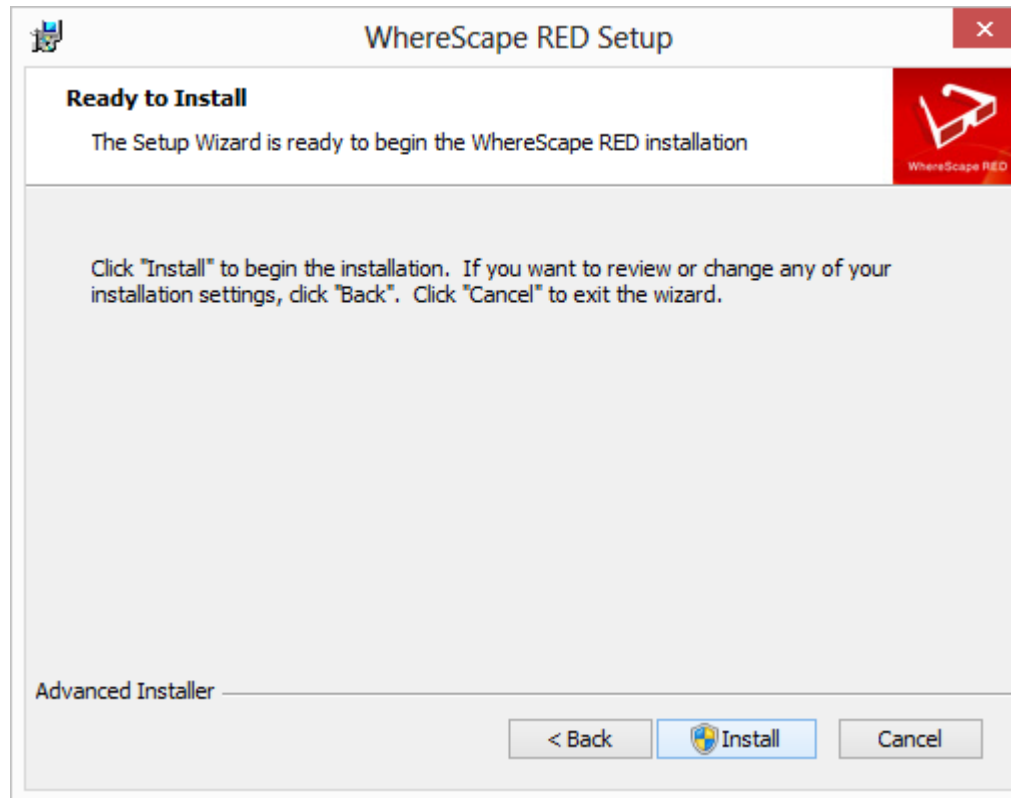 WhereScape RED Setup
Ready to Install
The Setup Wizard is ready to begin the WhereScape RED installation
WhereScape RED
Click "Install" to begin the installation.  If you want to review or change any of your
installation settings, click "Back".  Click "Cancel" to exit the wizard.
Advanced Installer
< Back
Install
Cancel